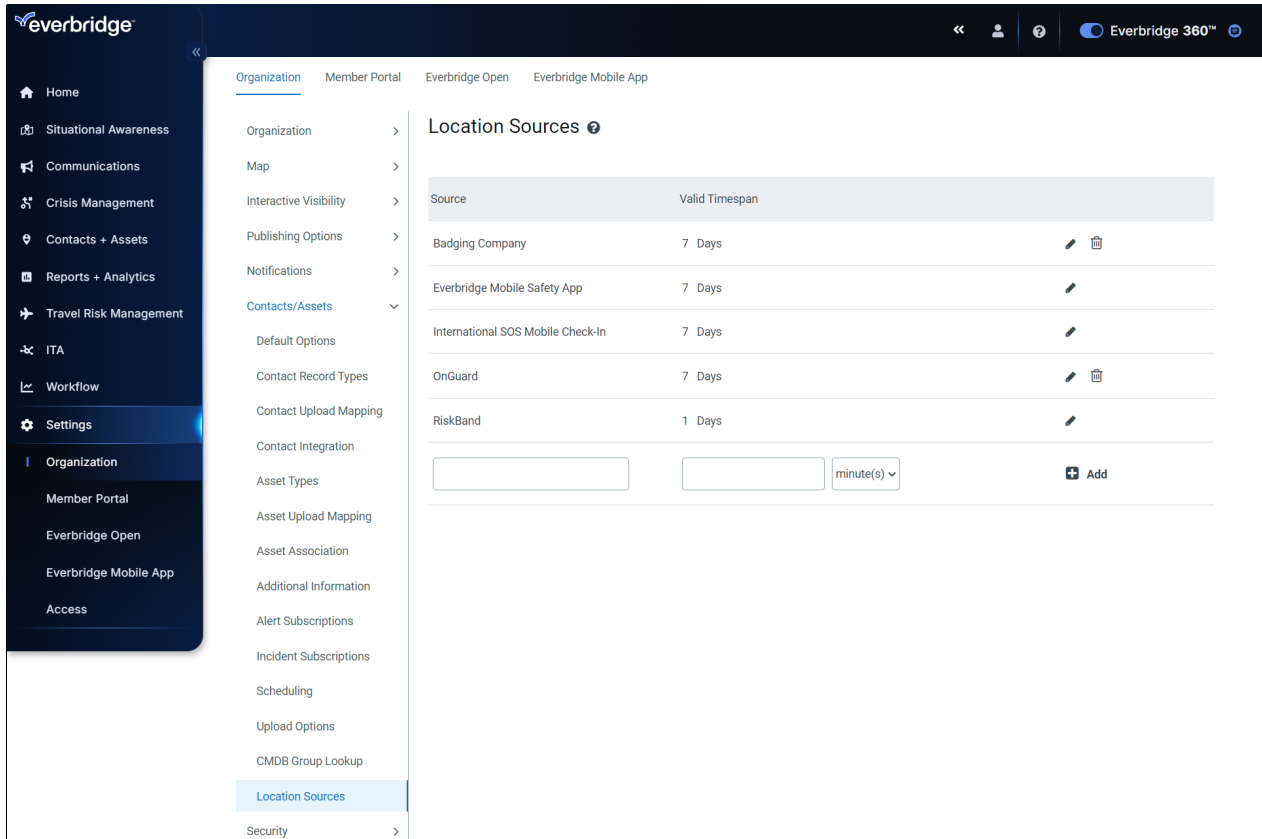 everbridge™
Everbridge 360™
Home
Situational Awareness
Communications
Crisis Management
Contacts + Assets
Reports + Analytics
Travel Risk Management
ITA
Workflow
Settings
Organization
Member Portal
Everbridge Open
Everbridge Mobile App
Access
Organization Member Portal Everbridge Open Everbridge Mobile App
Organization
Map
Interactive Visibility
Publishing Options
Notifications
Contacts/Assets
Default Options
Contact Record Types
Contact Upload Mapping
Contact Integration
Asset Types
Asset Upload Mapping
Asset Association
Additional Information
Alert Subscriptions
Incident Subscriptions
Scheduling
Upload Options
CMDB Group Lookup
Location Sources
Security
Location Sources
Source Valid Timespan
Badging Company 7 Days
Everbridge Mobile Safety App 7 Days
International SOS Mobile Check-In 7 Days
OnGuard 7 Days
RiskBand 1 Days
minute(s) Add